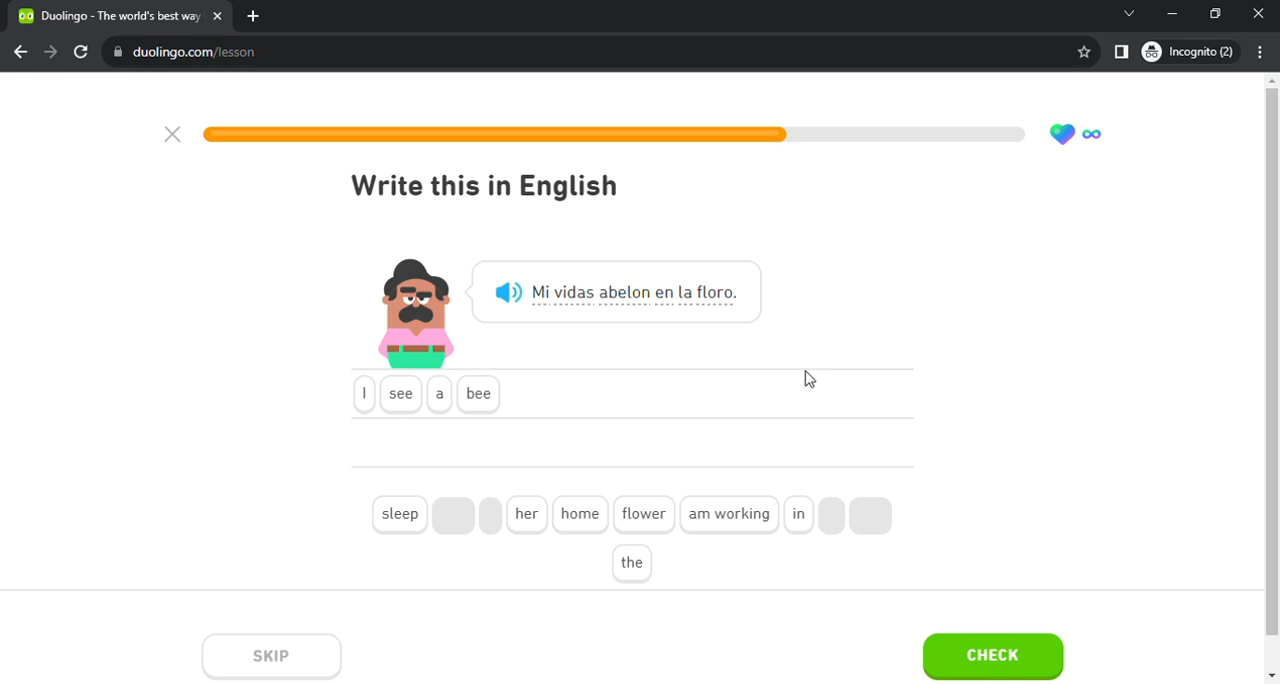 Duolingo - The world's best way
duolingo.com/lesson
Incognito (2)
Write this in English
Mi vidas abelon en la floro.
I see a bee
sleep her home flower am working in
the
SKIP
CHECK